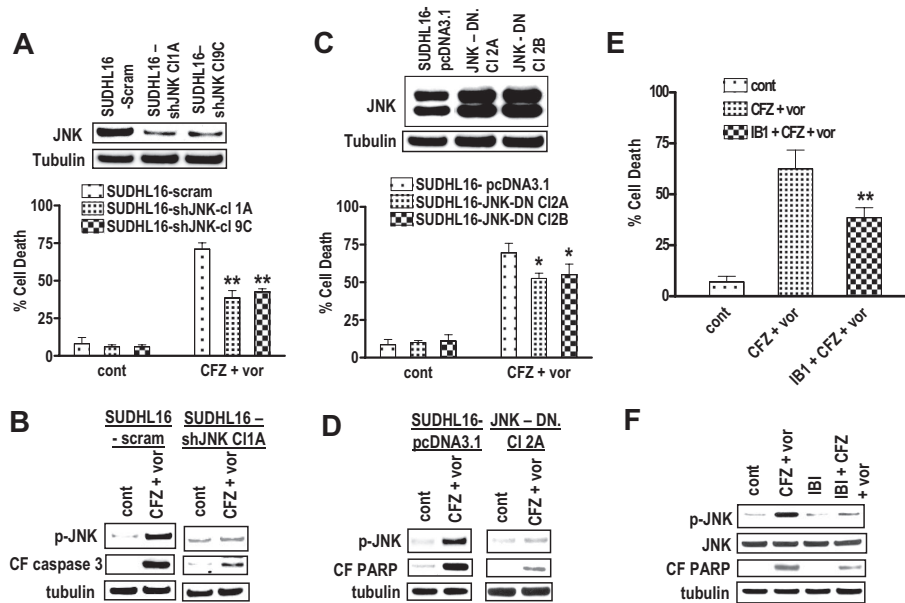 A
SUDHL16
-Scram
SUDHL16 –
shJNK Cl1A
SUDHL16–
shJNK Cl9C
JNK
Tubulin
SUDHL16-scram
SUDHL16-shJNK-cl 1A
SUDHL16-shJNK-cl 9C
% Cell Death
100
75
50
25
0
**
**
cont
CFZ + vor
B
SUDHL16
- scram
SUDHL16 –
shJNK Cl1A
cont
CFZ + vor
cont
CFZ + vor
p-JNK
CF caspase 3
tubulin
C
SUDHL16-
pcDNA3.1
JNK – DN.
Cl 2A
JNK - DN
Cl 2B
JNK
Tubulin
SUDHL16- pcDNA3.1
SUDHL16-JNK-DN Cl2A
SUDHL16-JNK-DN Cl2B
% Cell Death
100
75
50
25
0
*
*
cont
CFZ + vor
D
SUDHL16-
pcDNA3.1
JNK – DN.
Cl 2A
cont
CFZ + vor
cont
CFZ + vor
p-JNK
CF PARP
tubulin
E
cont
CFZ + vor
IB1 + CFZ + vor
% Cell Death
100
75
50
25
0
**
cont
CFZ + vor
IB1 + CFZ + vor
F
cont
CFZ + vor
IBI
IBI + CFZ
+ vor
p-JNK
JNK
CF PARP
tubulin